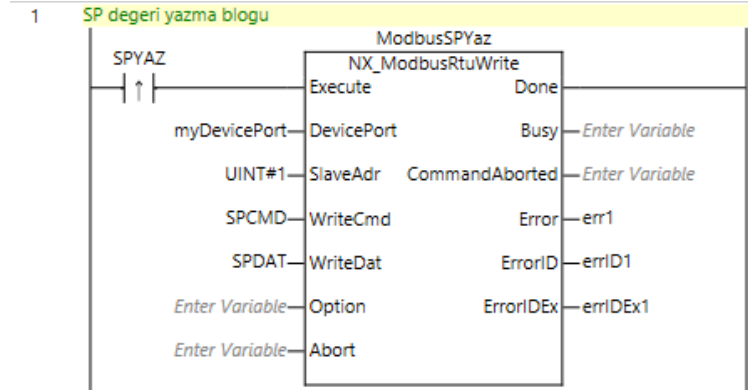 1 SP degeri yazma blogu
ModbusSPYaz
SPYAZ
NX_ModbusRtuWrite
Execute Done
myDevicePort DevicePort Busy Enter Variable
UINT#1 SlaveAdr CommandAborted Enter Variable
SPCMD WriteCmd Error err1
SPDAT WriteDat ErrorID errID1
Enter Variable Option ErrorIDEx errIDEx1
Enter Variable Abort